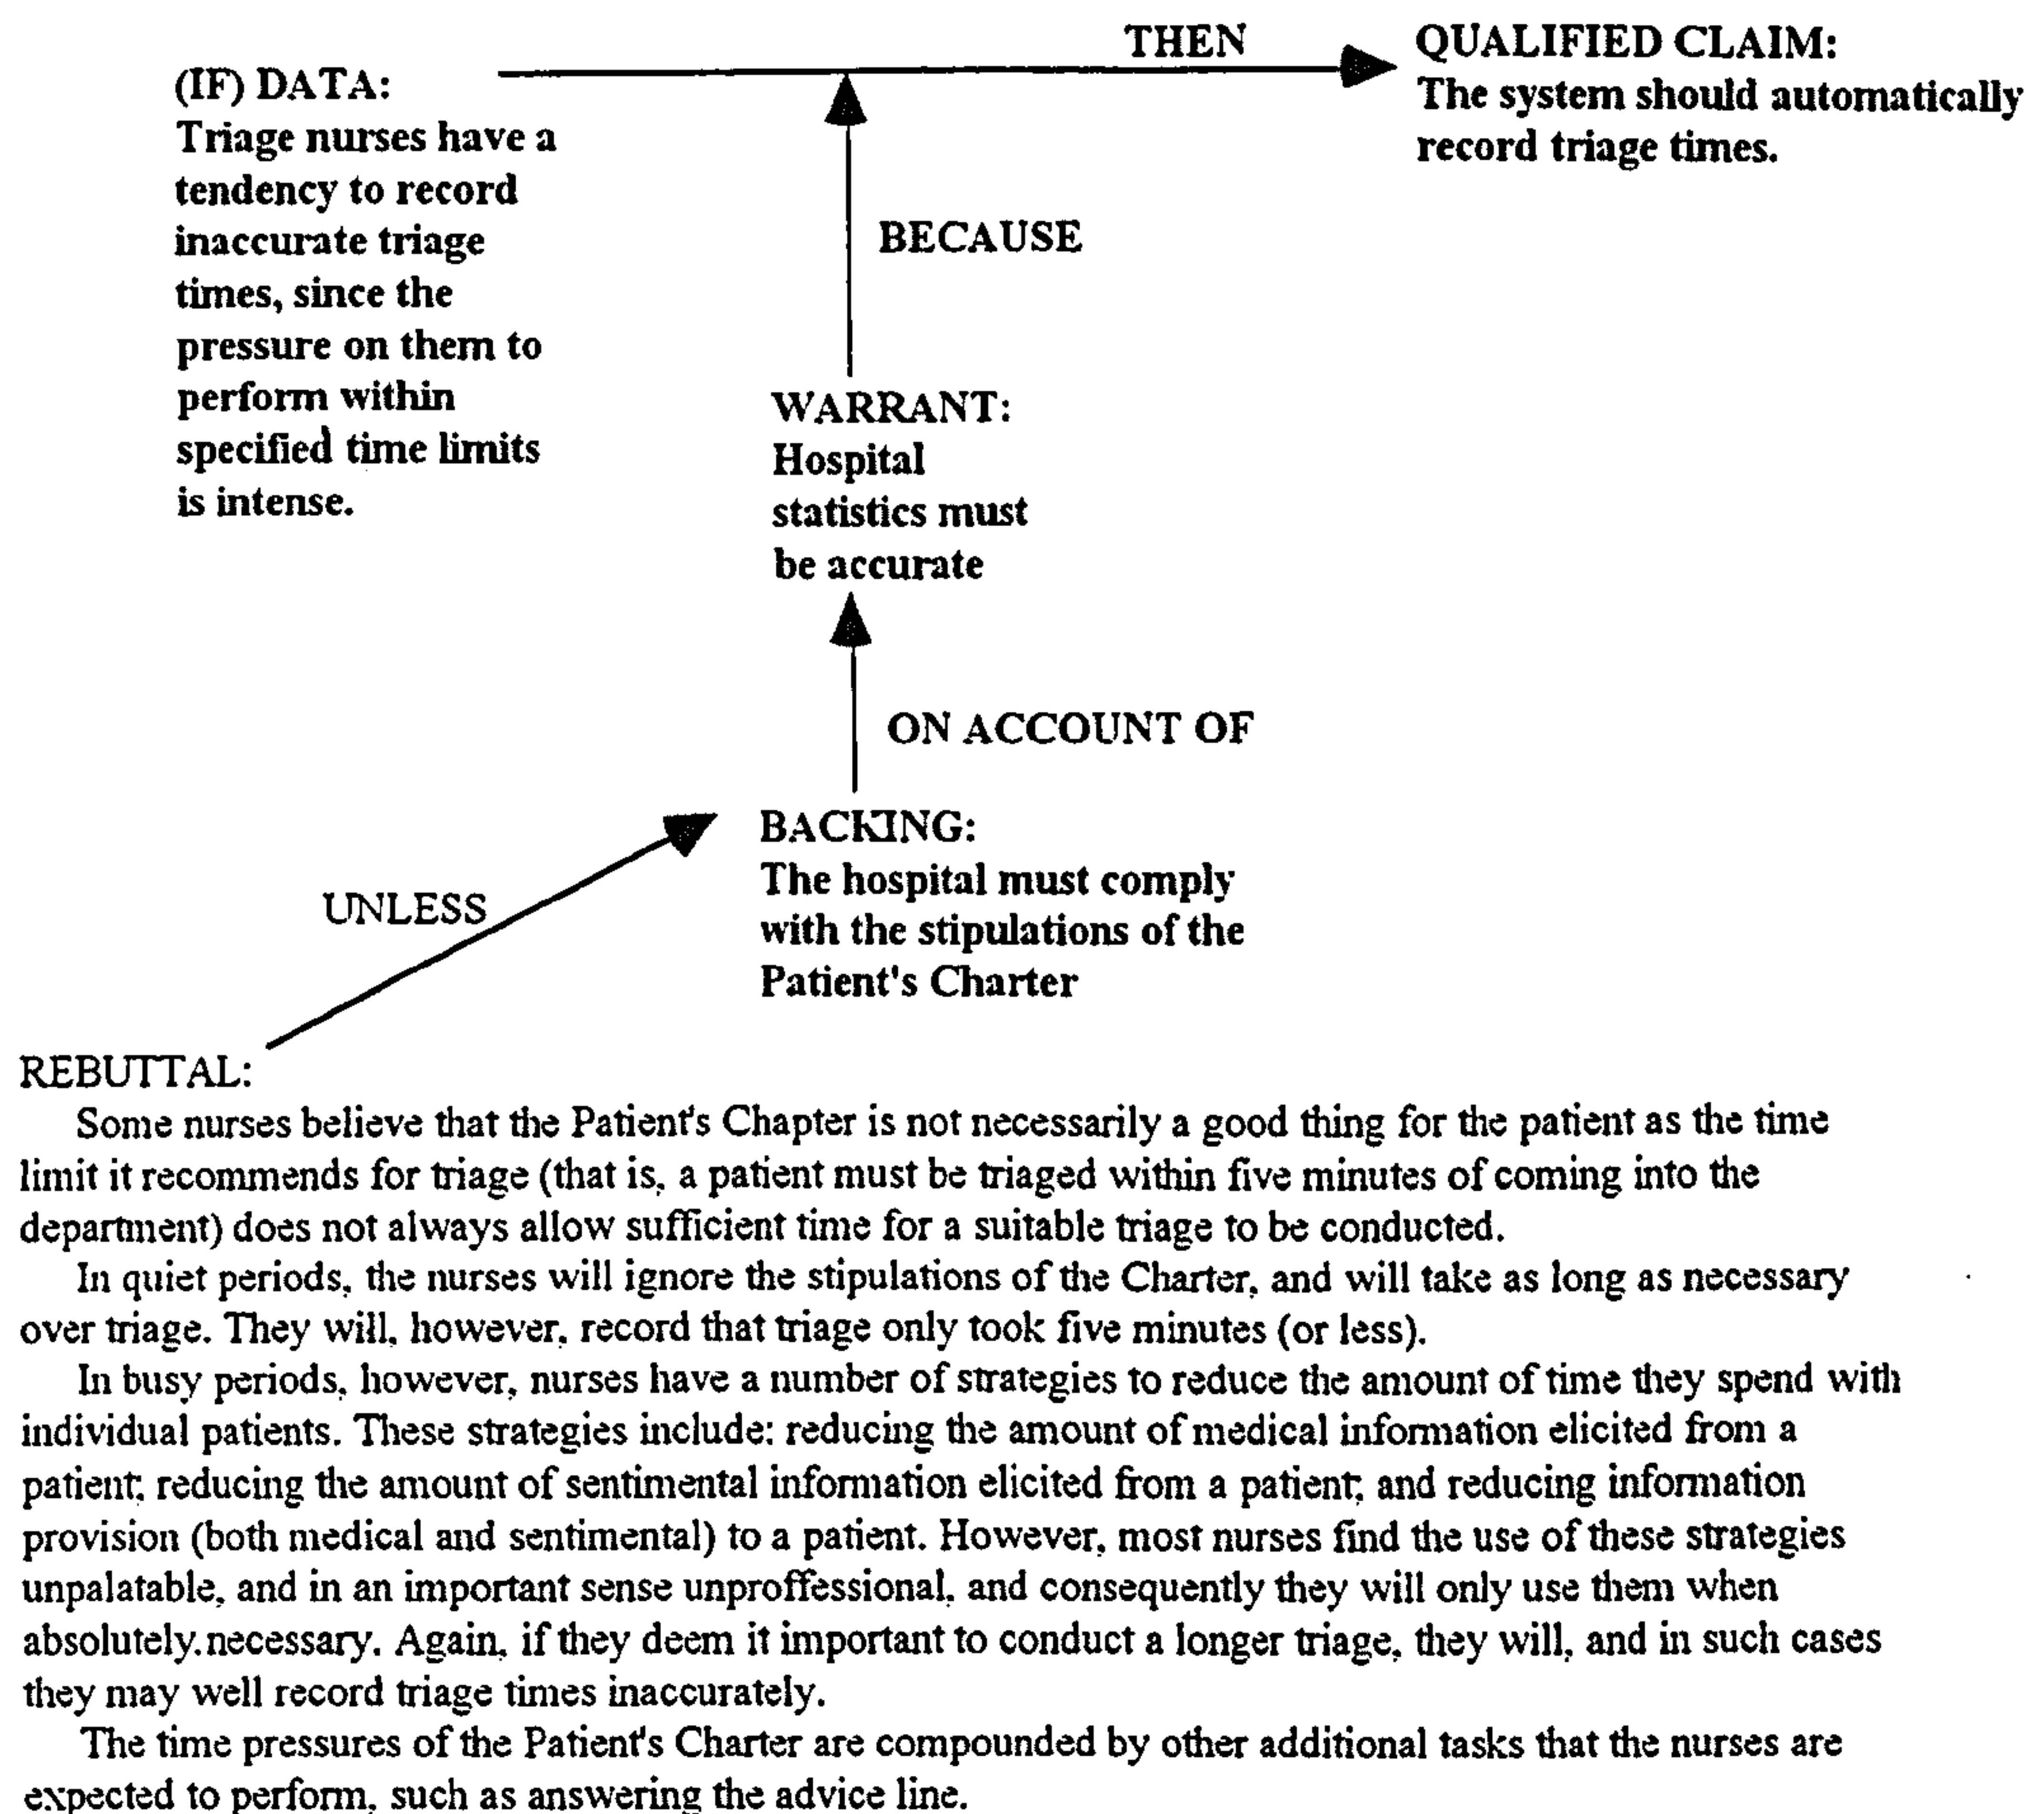 THEN
QUALIFIED CLAIM:
The system should automatically
record triage times.
(IF) DATA:
Triage nurses have a
tendency to record
inaccurate triage
times, since the
pressure on them to
perform within
specified time limits
is intense.
BECAUSE
WARRANT:
Hospital
statistics must
be accurate
ON ACCOUNT OF
BACKING:
The hospital must comply
with the stipulations of the
Patient's Charter
UNLESS
REBUTTAL:
Some nurses believe that the Patient's Chapter is not necessarily a good thing for the patient as the time
limit it recommends for triage (that is, a patient must be triaged within five minutes of coming into the
department) does not always allow sufficient time for a suitable triage to be conducted.
In quiet periods, the nurses will ignore the stipulations of the Charter, and will take as long as necessary
over triage. They will, however, record that triage only took five minutes (or less).
In busy periods, however, nurses have a number of strategies to reduce the amount of time they spend with
individual patients. These strategies include: reducing the amount of medical information elicited from a
patient; reducing the amount of sentimental information elicited from a patient; and reducing information
provision (both medical and sentimental) to a patient. However, most nurses find the use of these strategies
unpalatable, and in an important sense unproffessional, and consequently they will only use them when
absolutely.necessary. Again, if they deem it important to conduct a longer triage, they will, and in such cases
they may well record triage times inaccurately.
The time pressures of the Patient's Charter are compounded by other additional tasks that the nurses are
expected to perform, such as answering the advice line.